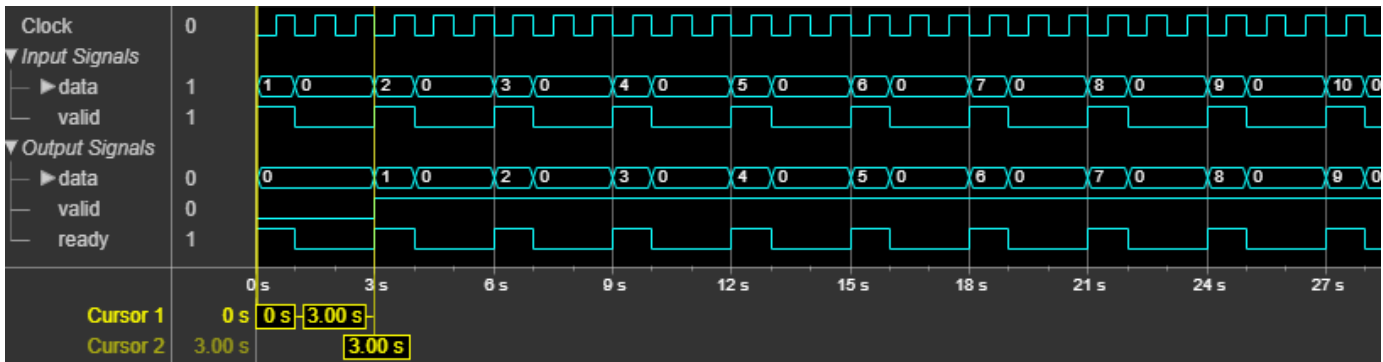 Clock 0
Input Signals
data 1 1 0 2 0 3 0 4 0 5 0 6 0 7 0 8 0 9 0 10 0
valid 1
Output Signals
data 0 0 1 0 2 0 3 0 4 0 5 0 6 0 7 0 8 0 9 0
valid 0
ready 1
0 s 3 s 6 s 9 s 12 s 15 s 18 s 21 s 24 s 27 s
Cursor 1 0 s 0 s 3.00 s
Cursor 2 3.00 s 3.00 s